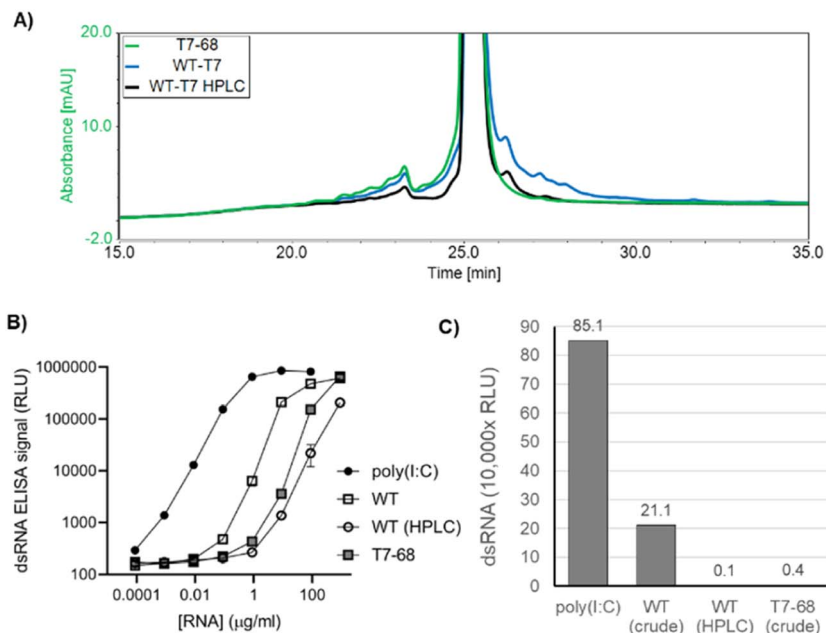 A)
20.0
10.0
-2.0
Absorbance [mAU]
T7-68
WT-T7
WT-T7 HPLC
15.0 20.0 25.0 30.0 35.0
Time [min]
B)
1000000
100000
10000
1000
100
dsRNA ELISA signal (RLU)
0.0001 0.01 1 100
[RNA] (μg/ml)
poly(I:C)
WT
WT (HPLC)
T7-68
C)
90
80
70
60
50
40
30
20
10
0
dsRNA (10,000x RLU)
85.1
21.1
0.1
0.4
poly(I:C) WT WT T7-68
(crude) (HPLC) (crude)